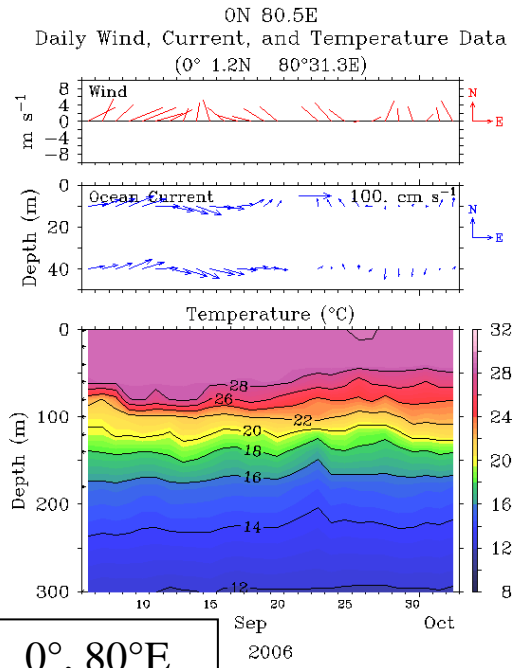 0N 80.5E
Daily Wind, Current, and Temperature Data
(0° 1.2N 80°31.3E)
Wind
m s⁻¹
8
4
0
−4
−8
N
E
Ocean Current
100. cm s⁻¹
Depth (m)
0
20
40
N
E
Temperature (°C)
Depth (m)
0
100
200
300
28
26
22
20
18
16
14
12
32
28
24
20
16
12
8
10
15
20
25
30
Sep
Oct
2006
0°, 80°E